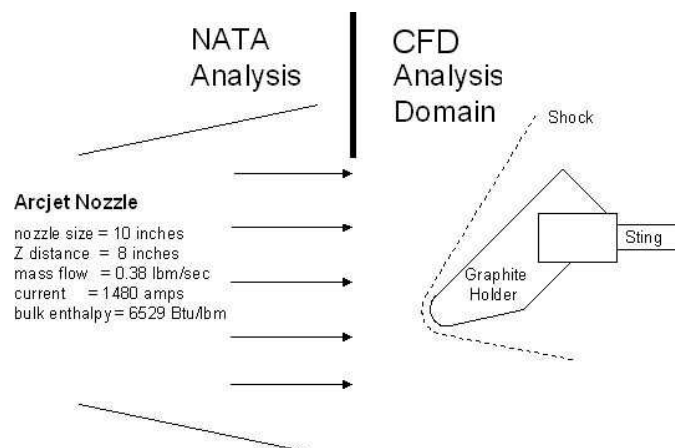 NATA
Analysis
CFD
Analysis
Domain
Shock
Arcjet Nozzle
nozzle size = 10 inches
Z distance = 8 inches
mass flow = 0.38 lbm/sec
current = 1480 amps
bulk enthalpy = 6529 Btu/lbm
Sting
Graphite
Holder